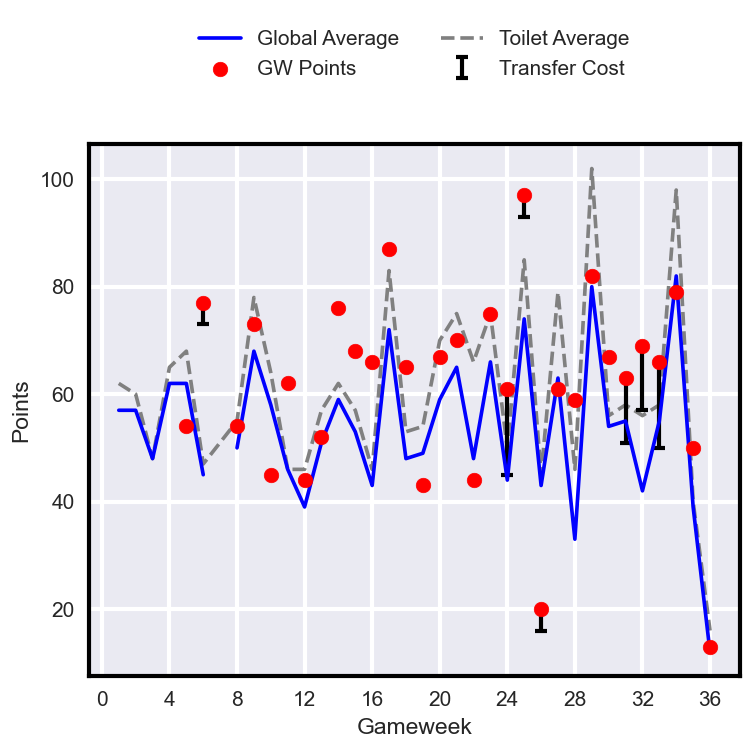 Global Average
Toilet Average
GW Points
Transfer Cost
100
80
60
40
20
Points
0 4 8 12 16 20 24 28 32 36
Gameweek